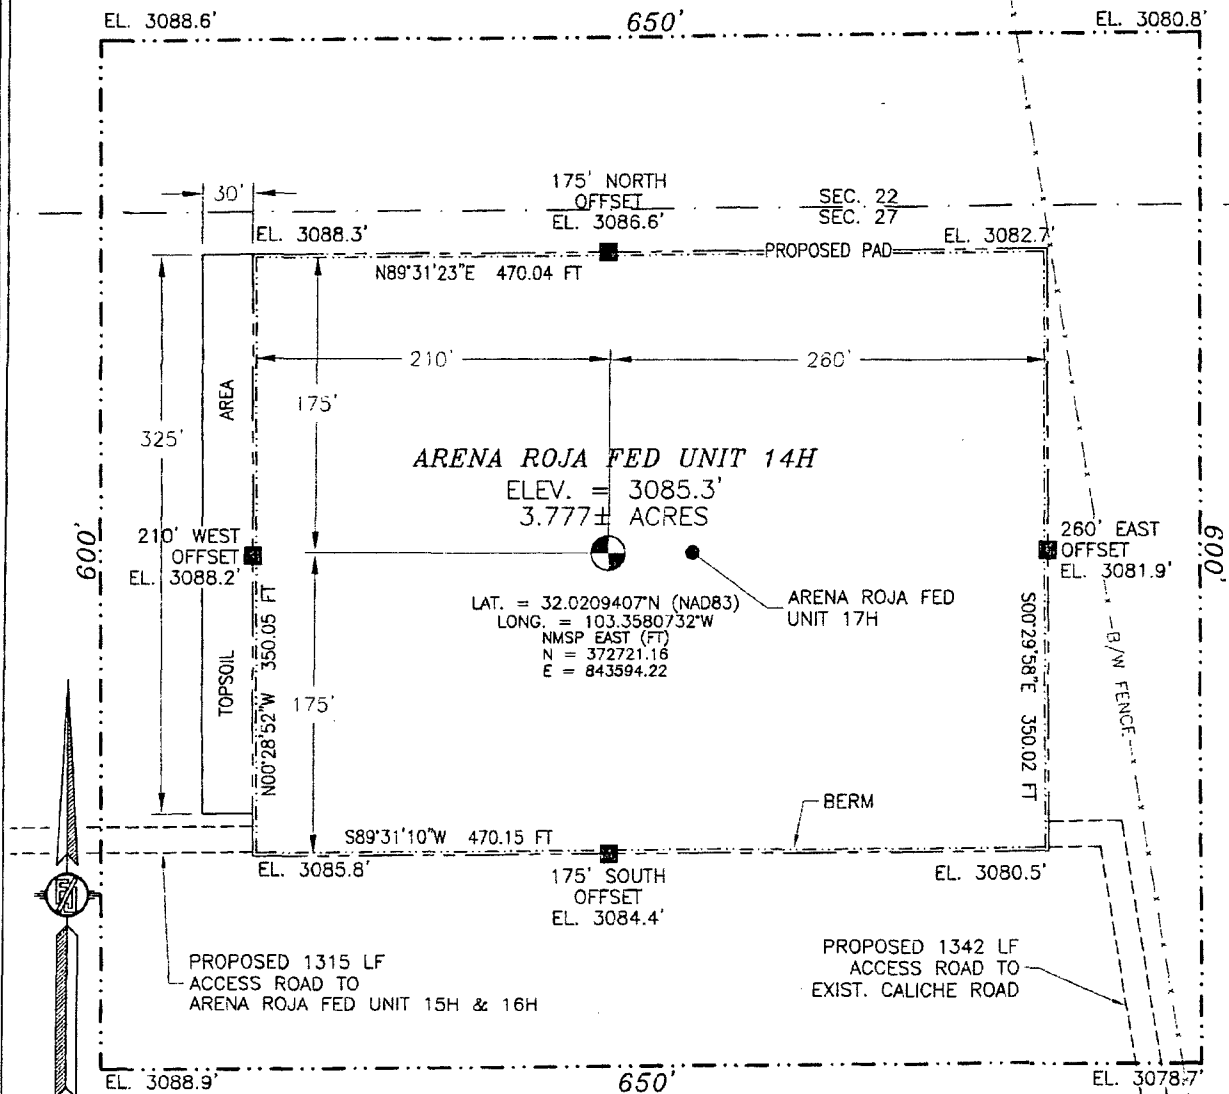 EL. 3088.6'
650'
EL. 3080.8'
30'
175' NORTH
OFFSET
EL. 3086.6'
SEC. 22
SEC. 27
EL. 3088.3'
PROPOSED PAD
EL. 3082.7'
N89°31'23"E 470.04 FT
210'
260'
AREA
175'
325'
ARENA ROJA FED UNIT 14H
ELEV. = 3085.3'
3.777± ACRES
600'
210' WEST
OFFSET
EL. 3088.2'
260' EAST
OFFSET
EL. 3081.9'
600'
LAT. = 32.0209407°N (NAD83)
LONG. = 103.3580732°W
NMSP EAST (FT)
N = 372721.16
E = 843594.22
ARENA ROJA FED
UNIT 17H
TOPSOIL
N00°28'52"W 350.05 FT
175'
S00°29'58"E 350.02 FT
B/W FENCE
BERM
S89°31'10"W 470.15 FT
EL. 3085.8'
175' SOUTH
OFFSET
EL. 3084.4'
EL. 3080.5'
PROPOSED 1315 LF
ACCESS ROAD TO
ARENA ROJA FED UNIT 15H & 16H
PROPOSED 1342 LF
ACCESS ROAD TO
EXIST. CALICHE ROAD
EL. 3088.9'
650'
EL. 3078.7'